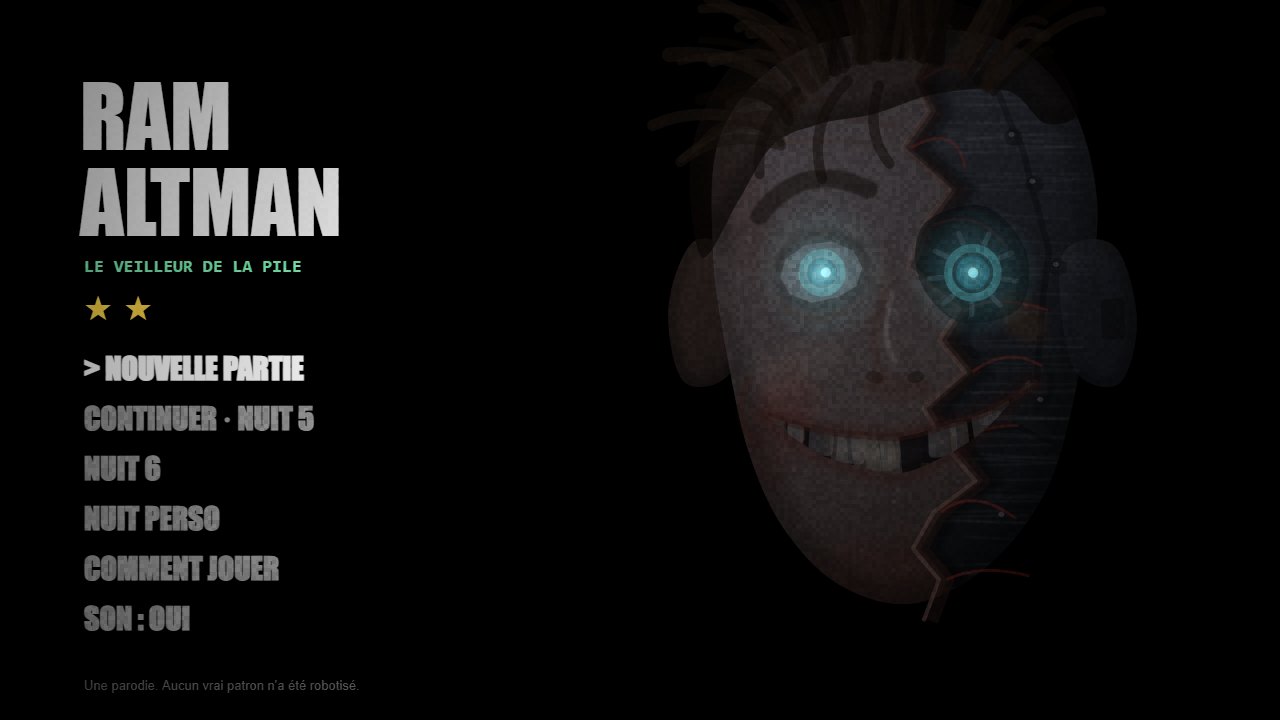 RAM
ALTMAN
LE VEILLEUR DE LA PILE
★ ★
> NOUVELLE PARTIE
CONTINUER · NUIT 5
NUIT 6
NUIT PERSO
COMMENT JOUER
SON : OUI
Une parodie. Aucun vrai patron n'a été robotisé.